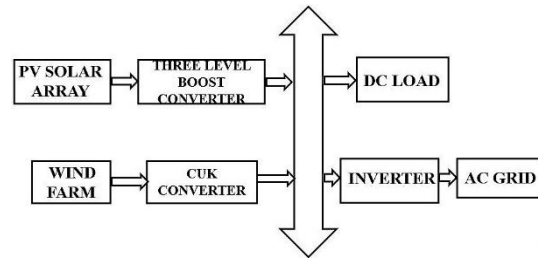 PV SOLAR
ARRAY
THREE LEVEL
BOOST
CONVERTER
DC LOAD
WIND
FARM
CUK
CONVERTER
INVERTER
AC GRID